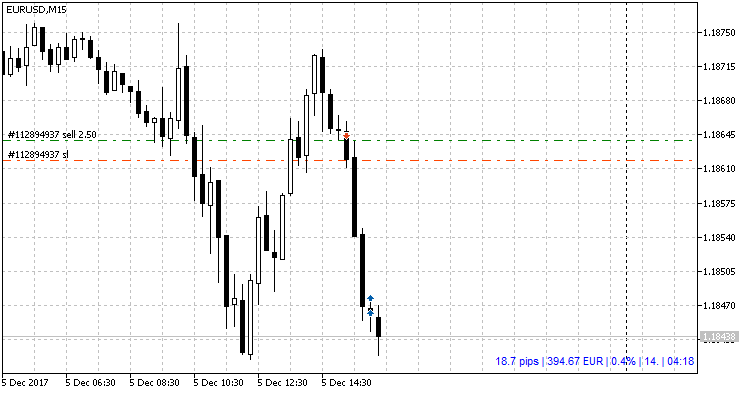 EURUSD,M15
1.18750
1.18715
1.18680
#112894937 sell 2.50
1.18645
#112894937 sl
1.18610
1.18575
1.18540
1.18505
1.18470
18.7 pips | 394.67 EUR | 0.4% | 14. | 04:18
5 Dec 2017 5 Dec 06:30 5 Dec 08:30 5 Dec 10:30 5 Dec 12:30 5 Dec 14:30